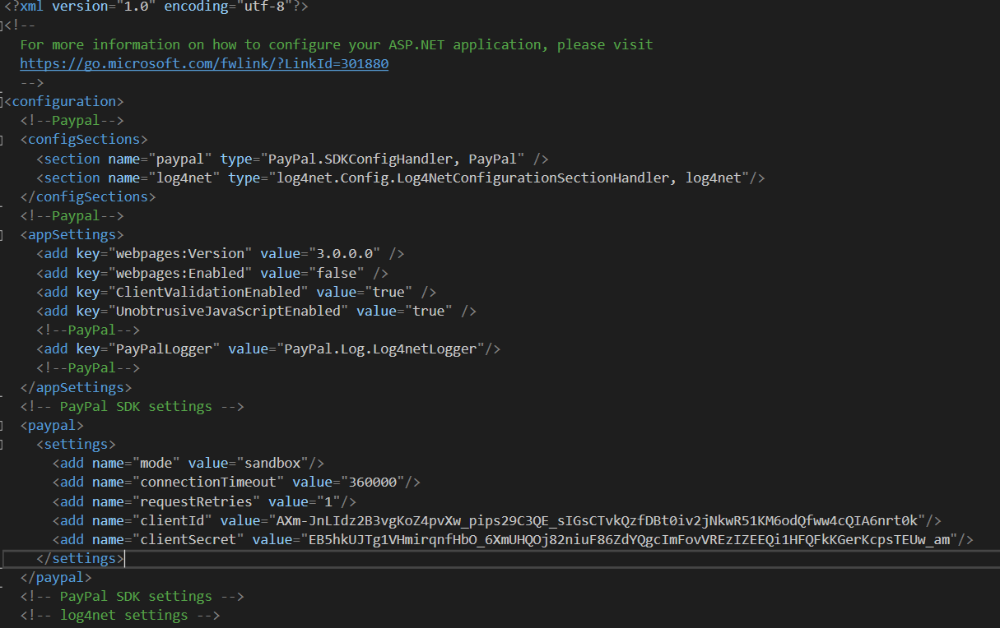 <?xml version="1.0" encoding="utf-8"?>
<!--
For more information on how to configure your ASP.NET application, please visit
https://go.microsoft.com/fwlink/?LinkId=301880
-->
<configuration>
<!--Paypal-->
<configSections>
<section name="paypal" type="PayPal.SDKConfigHandler, PayPal" />
<section name="log4net" type="log4net.Config.Log4NetConfigurationSectionHandler, log4net"/>
</configSections>
<!--Paypal-->
<appSettings>
<add key="webpages:Version" value="3.0.0.0" />
<add key="webpages:Enabled" value="false" />
<add key="ClientValidationEnabled" value="true" />
<add key="UnobtrusiveJavaScriptEnabled" value="true" />
<!--PayPal-->
<add key="PayPalLogger" value="PayPal.Log.Log4netLogger"/>
<!--PayPal-->
</appSettings>
<!-- PayPal SDK settings -->
<paypal>
<settings>
<add name="mode" value="sandbox"/>
<add name="connectionTimeout" value="360000"/>
<add name="requestRetries" value="1"/>
<add name="clientId" value="AXm-JnLIdz2B3vgKoZ4pvXw_pips29C3QE_sIGsCTvkQzfDBt0iv2jNkwR51KM6odQfww4cQIA6nrt0k"/>
<add name="clientSecret" value="EB5hkUJTg1VHmirqnfHbO_6XmUHQOj82niuF86ZdYQgcImFovVREzIZEEQi1HFQFkKGerKcpsTEUw_am"/>
</settings>
</paypal>
<!-- PayPal SDK settings -->
<!-- log4net settings -->